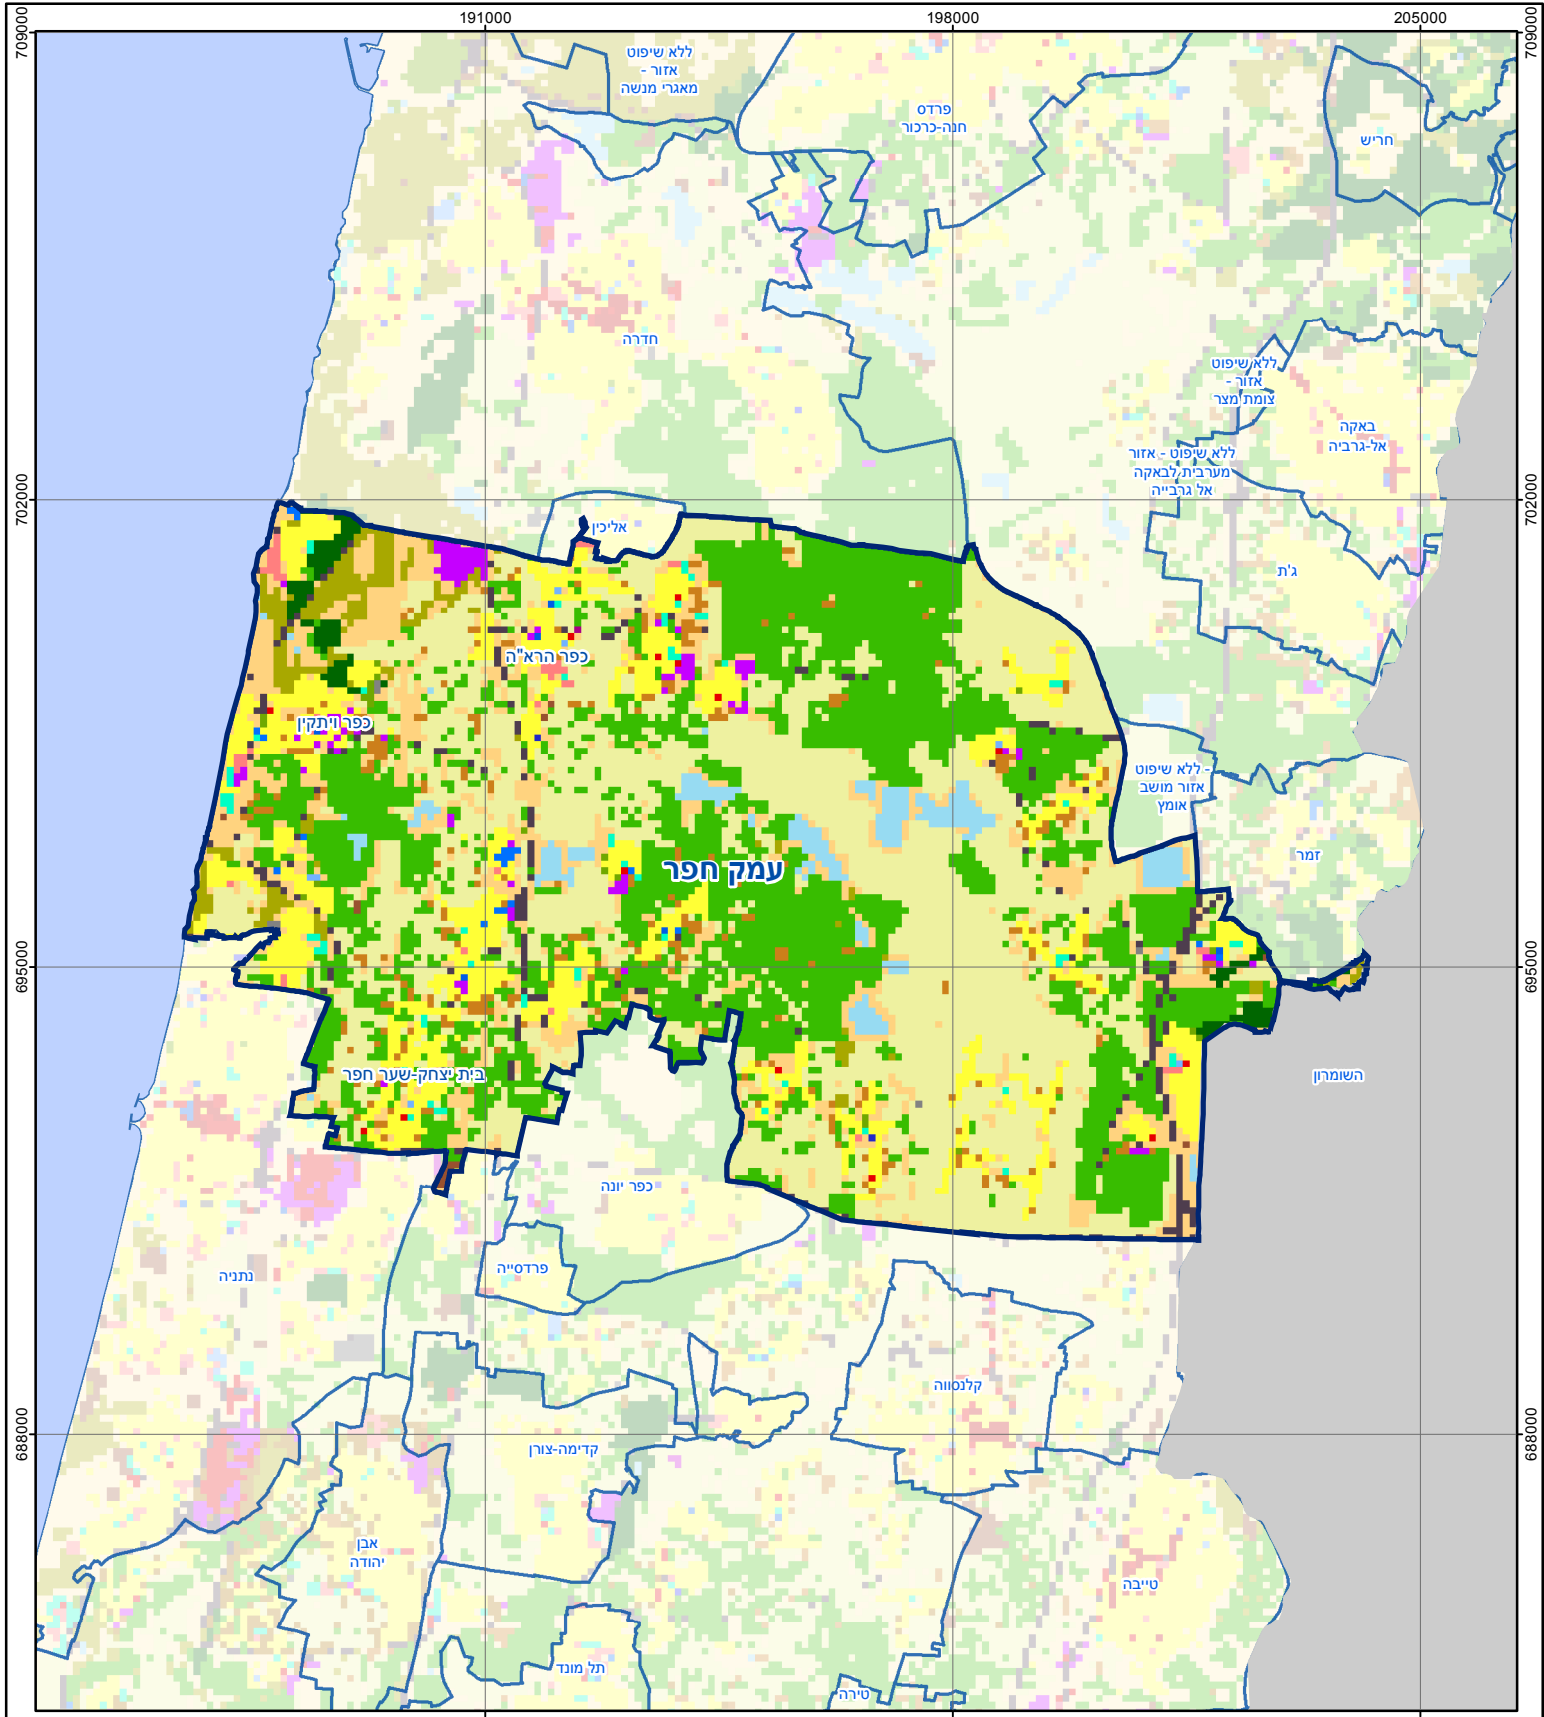 191000
198000
205000
709000
709000
ללא שיפוט
אזור -
מאגרי מנשה
פרדס
חנה-כרכור
חריש
חדרה
ללא שיפוט
אזור -
צומת מצר
באקה
אל-גרביה
ללא שיפוט - אזור
מערבית לבאקה
אל גרבייה
702000
702000
אליכין
ג'ת
כפר הרא"ה
כפר ויתקין
ללא שיפוט -
אזור מושב
אומץ
זמר
עמק חפר
695000
695000
בית יצחק-שער חפר
השומרון
כפר יונה
נתניה
פרדסייה
קלנסווה
688000
688000
קדימה-צורן
אבן
יהודה
טייבה
תל מונד
טירה